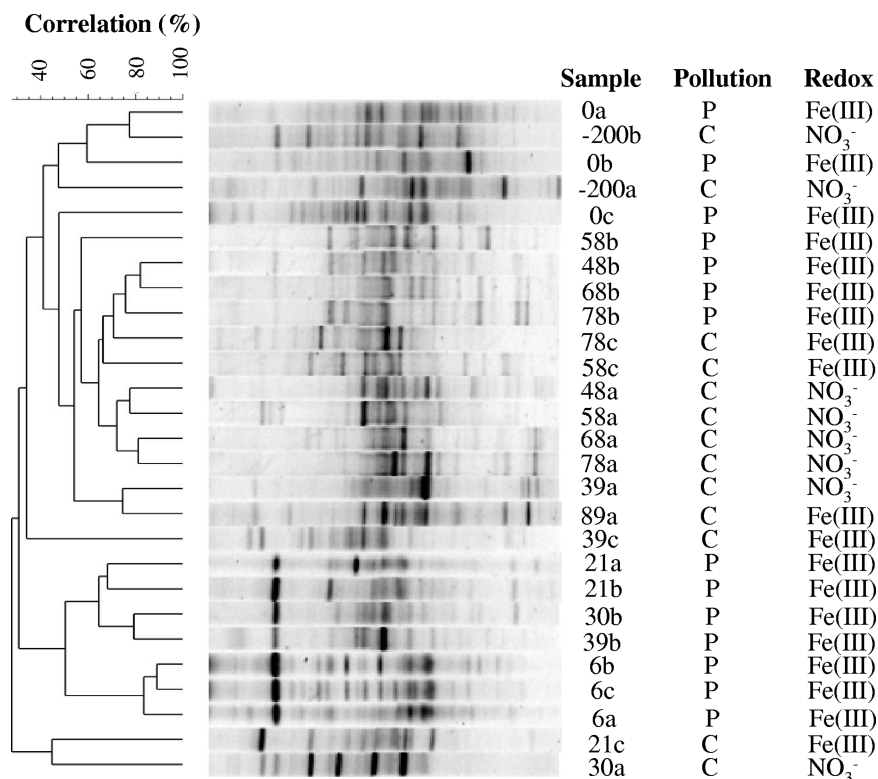 Correlation (%)
40 60 80 100
Sample Pollution Redox
0a P Fe(III)
-200b C NO₃⁻
0b P Fe(III)
-200a C NO₃⁻
0c P Fe(III)
58b P Fe(III)
48b P Fe(III)
68b P Fe(III)
78b P Fe(III)
78c C Fe(III)
58c C Fe(III)
48a C NO₃⁻
58a C NO₃⁻
68a C NO₃⁻
78a C NO₃⁻
39a C NO₃⁻
89a C Fe(III)
39c C Fe(III)
21a P Fe(III)
21b P Fe(III)
30b P Fe(III)
39b P Fe(III)
6b P Fe(III)
6c P Fe(III)
6a P Fe(III)
21c C Fe(III)
30a C NO₃⁻